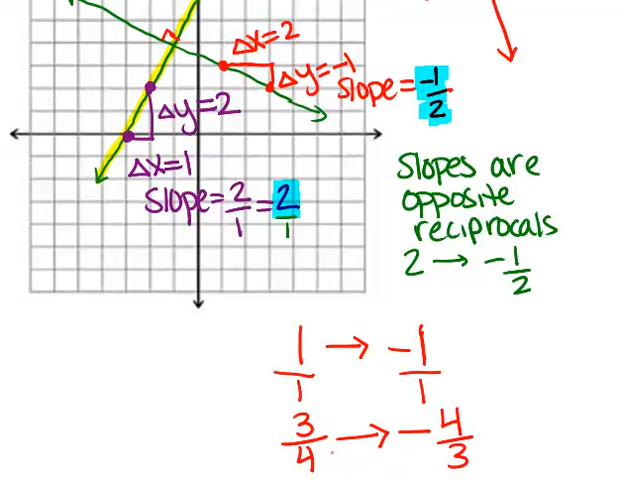 Δx=2
Δy=-1
slope = -1/2
Δy=2
Δx=1
Slope=2/1=2/1
Slopes are
opposite
reciprocals
2 → -1/2
1/1 → -1/1
3/4 → -4/3